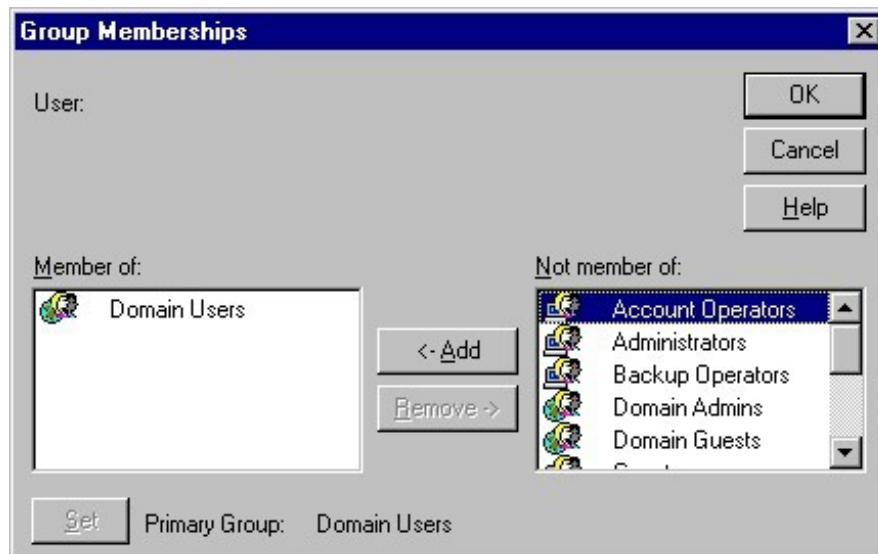 Group Memberships
User:
OK
Cancel
Help
Member of:
Not member of:
Domain Users
Account Operators
Administrators
Backup Operators
Domain Admins
Domain Guests
<- Add
Remove ->
Set
Primary Group: Domain Users